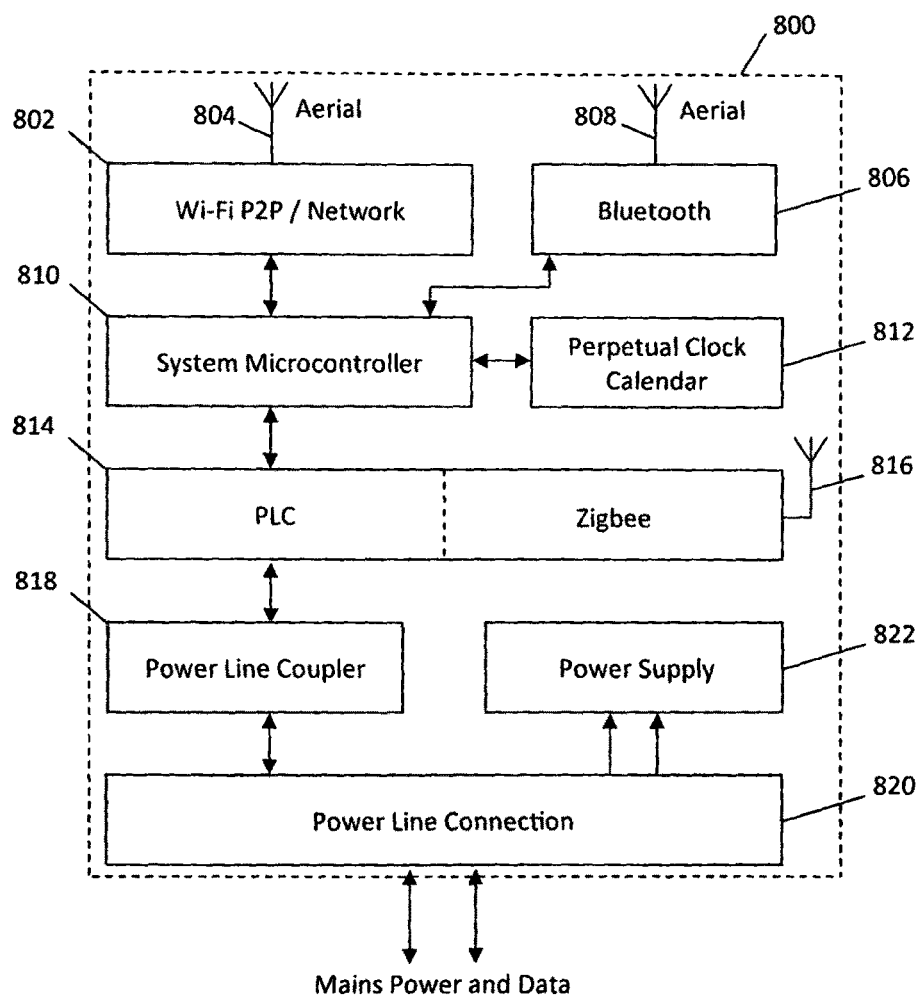 800
804
Aerial
808
Aerial
802
Wi-Fi P2P / Network
Bluetooth
806
810
System Microcontroller
Perpetual Clock
Calendar
812
814
PLC
Zigbee
816
818
Power Line Coupler
Power Supply
822
Power Line Connection
820
Mains Power and Data